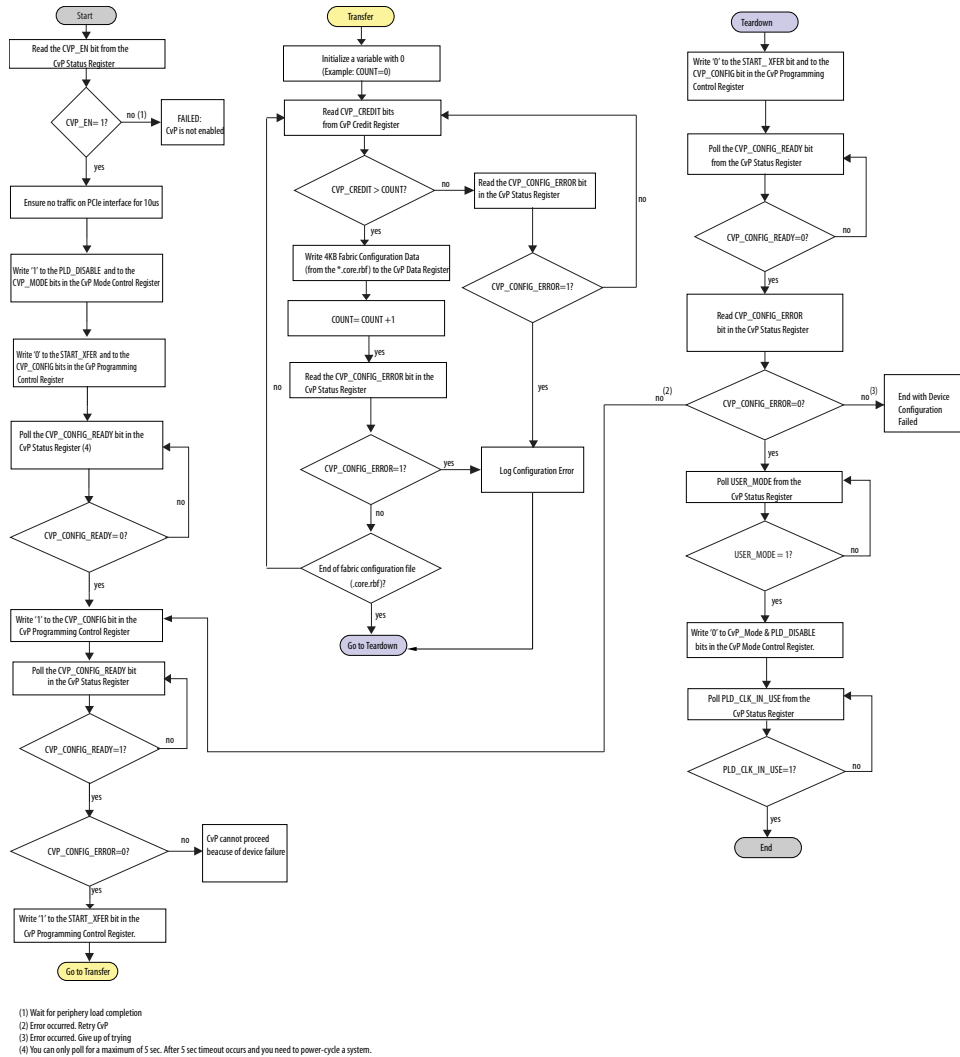 Start
Read the CVP_EN bit from the
CvP Status Register
CVP_EN= 1?
no (1)
FAILED:
CvP is not enabled
yes
Ensure no traffic on PCIe interface for 10us
Write '1' to the PLD_DISABLE and to the
CVP_MODE bits in the CvP Mode Control Register
Write '0' to the START_XFER and to the
CVP_CONFIG bits in the CvP Programming
Control Register
Poll the CVP_CONFIG_READY bit in the
CvP Status Register (4)
no
CVP_CONFIG_READY= 0?
yes
Write '1' to the CVP_CONFIG bit in the
CvP Programming Control Register
Poll the CVP_CONFIG_READY bit
in the CvP Status Register
CVP_CONFIG_READY=1?
no
yes
CVP_CONFIG_ERROR=0?
no
CvP cannot proceed
beacuse of device failure
yes
Write '1' to the START_XFER bit in the
CvP Programming Control Register.
Go to Transfer
Transfer
Initialize a variable with 0
(Example: COUNT=0)
Read CVP_CREDIT bits
from CvP Credit Register
CVP_CREDIT > COUNT?
no
Read the CVP_CONFIG_ERROR bit
in the CvP Status Register
no
yes
Write 4KB Fabric Configuration Data
(from the *.core.rbf) to the CvP Data Register
CVP_CONFIG_ERROR=1?
COUNT= COUNT +1
yes
no
Read the CVP_CONFIG_ERROR bit in the
CvP Status Register
yes
CVP_CONFIG_ERROR=1?
yes
Log Configuration Error
no
End of fabric configuration file
(.core.rbf)?
yes
Go to Teardown
Teardown
Write '0' to the START_ XFER bit and to the
CVP_CONFIG bit in the CvP Programming
Control Register
Poll the CVP_CONFIG_READY bit
from the CvP Status Register
CVP_CONFIG_READY=0?
no
yes
Read CVP_CONFIG_ERROR
bit in the CvP Status Register
no (2)
CVP_CONFIG_ERROR=0?
no (3)
End with Device
Configuration
Failed
yes
Poll USER_MODE from the
CvP Status Register
USER_MODE = 1?
no
yes
Write '0' to CvP_Mode & PLD_DISABLE
bits in the CvP Mode Control Register.
Poll PLD_CLK_IN_USE from the
CvP Status Register
PLD_CLK_IN_USE=1?
no
yes
End
(1) Wait for periphery load completion
(2) Error occurred. Retry CvP
(3) Error occurred. Give up of trying
(4) You can only poll for a maximum of 5 sec. After 5 sec timeout occurs and you need to power-cycle a system.